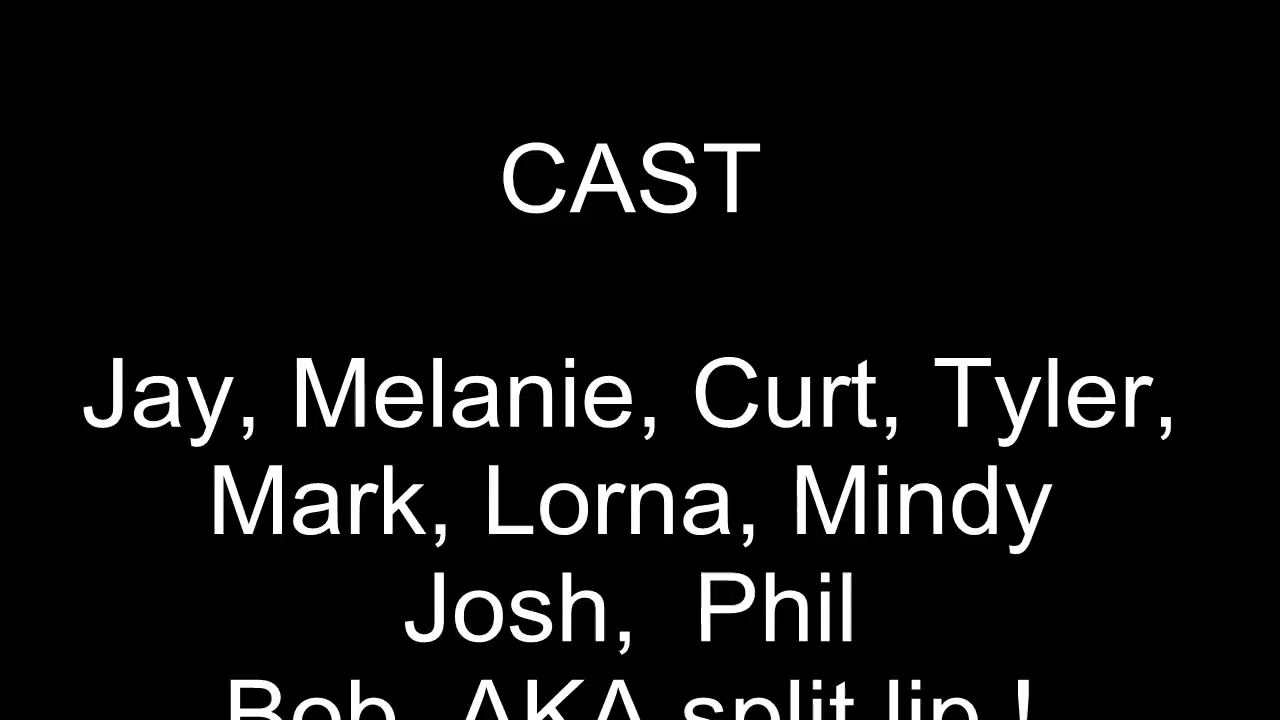 CAST
Jay, Melanie, Curt, Tyler,
Mark, Lorna, Mindy
Josh,  Phil
Bob, AKA split lip !